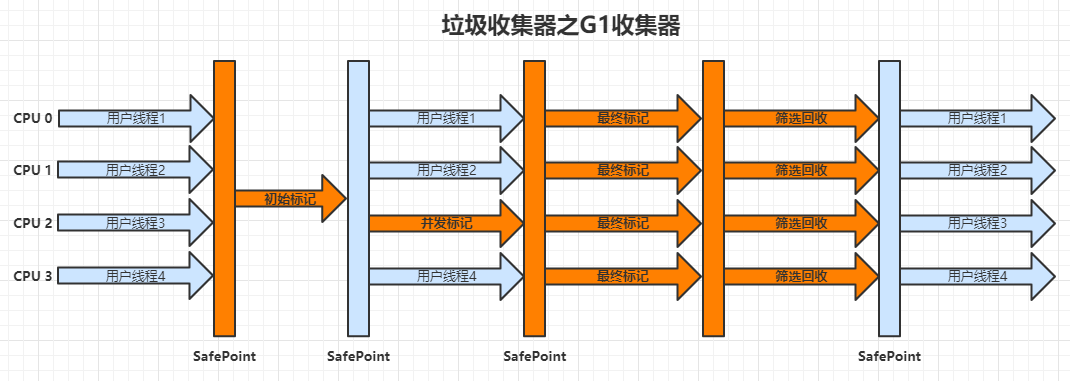 垃圾收集器之G1收集器
CPU 0 用户线程1 用户线程1 最终标记 筛选回收 用户线程1
CPU 1 用户线程2 用户线程2 最终标记 筛选回收 用户线程2
初始标记
CPU 2 用户线程3 并发标记 最终标记 筛选回收 用户线程3
CPU 3 用户线程4 用户线程4 最终标记 筛选回收 用户线程4
SafePoint SafePoint SafePoint SafePoint